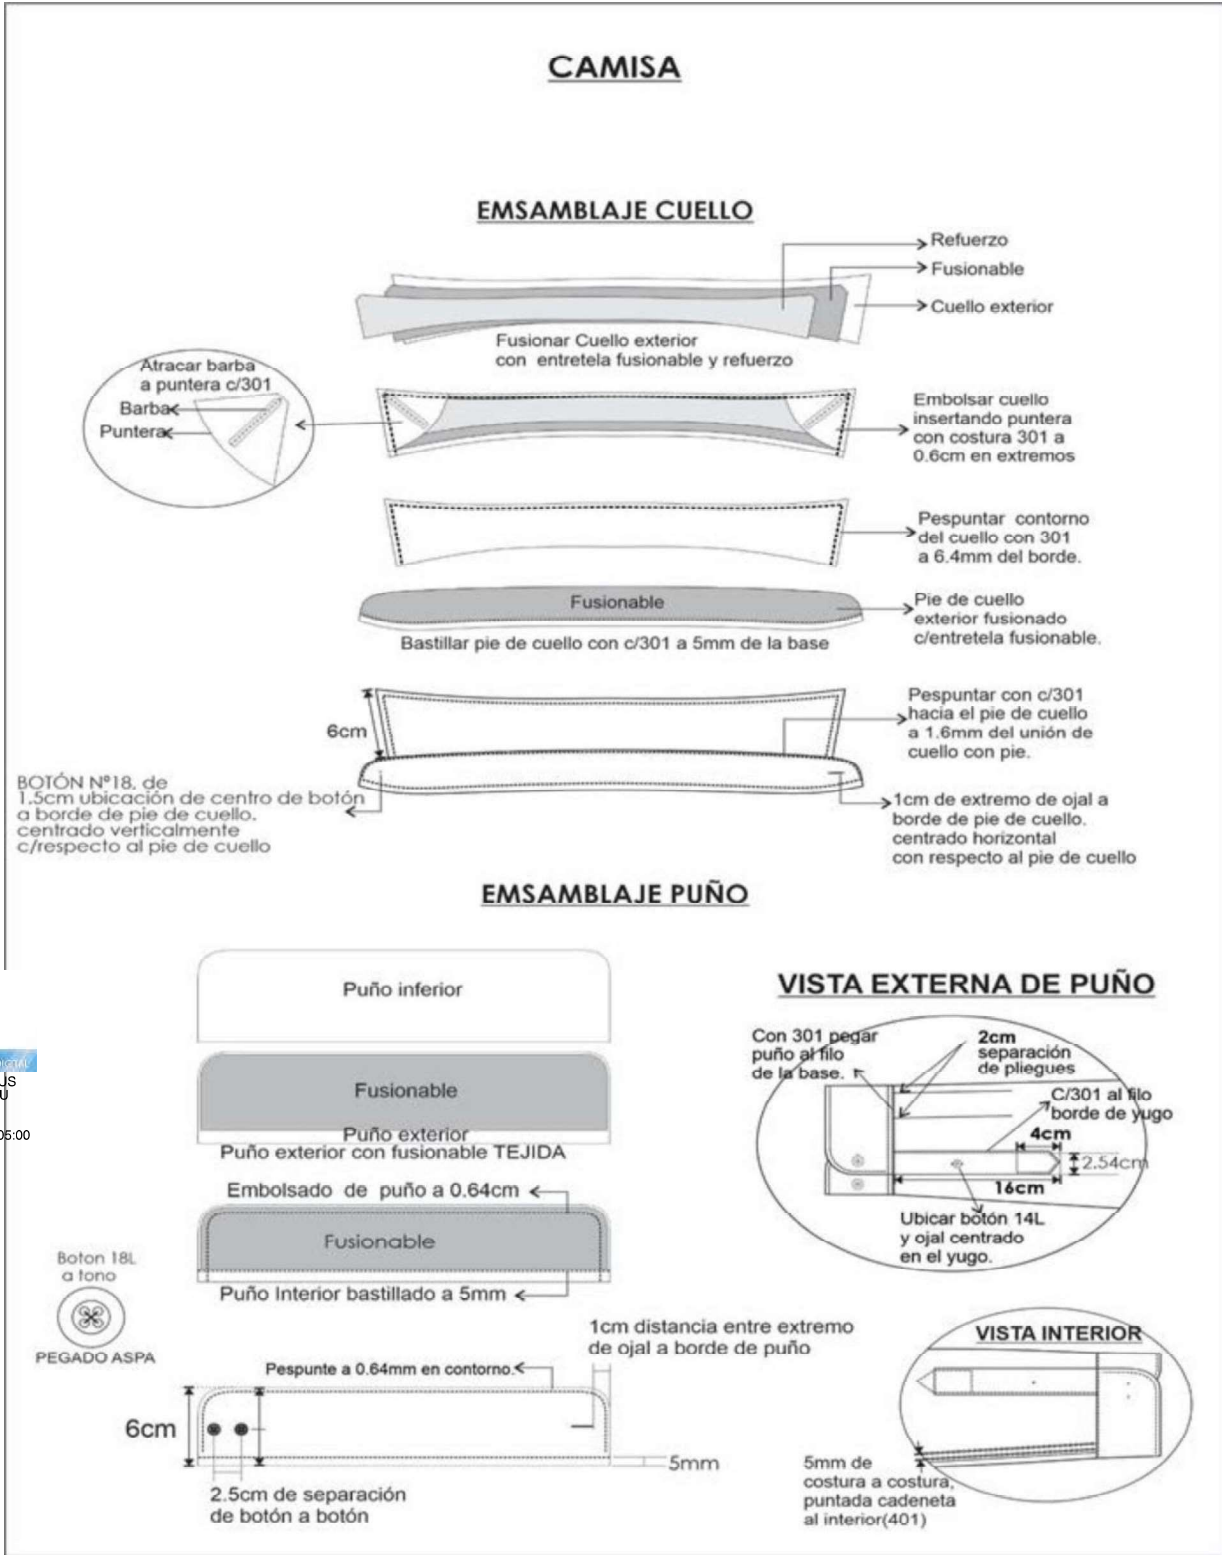 CAMISA
EMSAMBLAJE CUELLO
Refuerzo
Fusionable
Cuello exterior
Fusionar Cuello exterior
con entretela fusionable y refuerzo
Atracar barba
a puntera c/301
Barba
Puntera
Embolsar cuello
insertando puntera
con costura 301 a
0.6cm en extremos
Pespuntar contorno
del cuello con 301
a 6.4mm del borde.
Fusionable
Pie de cuello
exterior fusionado
c/entretela fusionable.
Bastillar pie de cuello con c/301 a 5mm de la base
6cm
Pespuntar con c/301
hacia el pie de cuello
a 1.6mm del unión de
cuello con pie.
BOTÓN Nº18. de
1.5cm ubicación de centro de botón
a borde de pie de cuello.
centrado verticalmente
c/respecto al pie de cuello
1cm de extremo de ojal a
borde de pie de cuello.
centrado horizontal
con respecto al pie de cuello
EMSAMBLAJE PUÑO
Puño inferior
Fusionable
Puño exterior
Puño exterior con fusionable TEJIDA
Embolsado de puño a 0.64cm
Fusionable
Puño Interior bastillado a 5mm
Boton 18L
a tono
PEGADO ASPA
1cm distancia entre extremo
de ojal a borde de puño
Pespunte a 0.64mm en contorno.
6cm
5mm
2.5cm de separación
de botón a botón
VISTA EXTERNA DE PUÑO
Con 301 pegar
puño al filo
de la base.
2cm
separación
de pliegues
C/301 al filo
borde de yugo
4cm
2.54cm
16cm
Ubicar botón 14L
y ojal centrado
en el yugo.
VISTA INTERIOR
5mm de
costura a costura,
puntada cadeneta
al interior(401)
DIGITAL
US
U
05:00